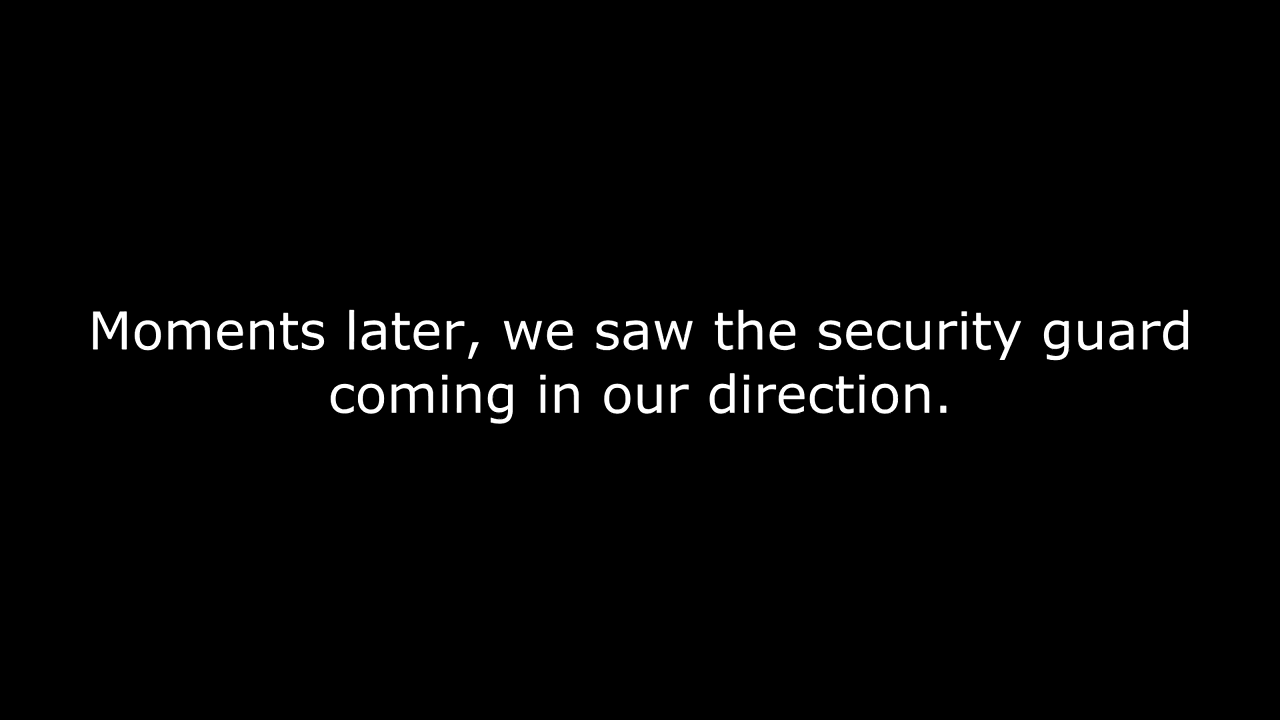 Moments later, we saw the security guard
coming in our direction.